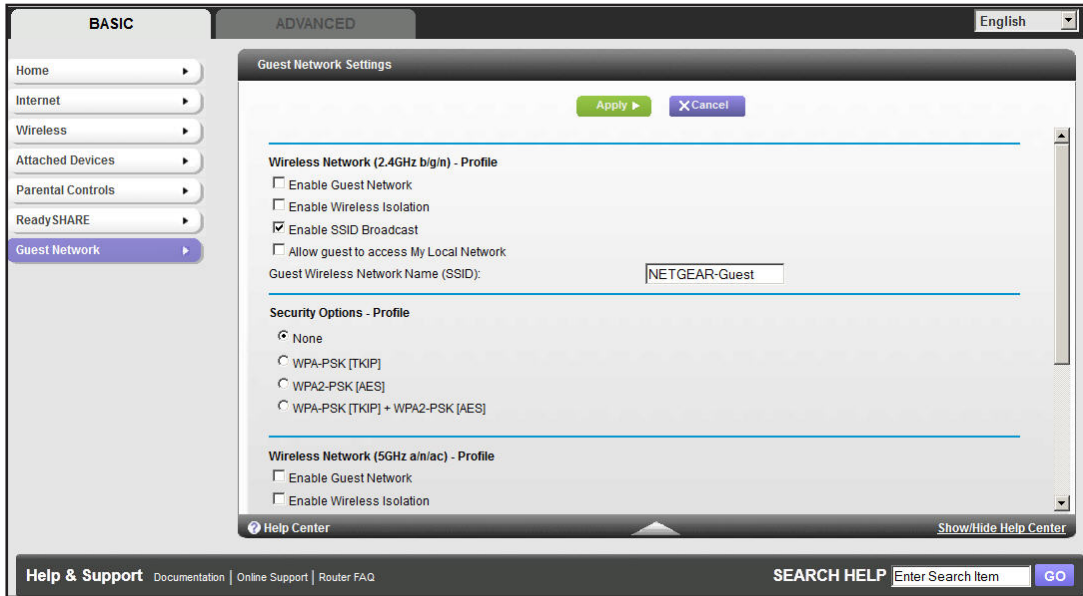 BASIC
ADVANCED
English
Home
Internet
Wireless
Attached Devices
Parental Controls
ReadySHARE
Guest Network
Guest Network Settings
Apply
Cancel
Wireless Network (2.4GHz b/g/n) - Profile
Enable Guest Network
Enable Wireless Isolation
Enable SSID Broadcast
Allow guest to access My Local Network
Guest Wireless Network Name (SSID): NETGEAR-Guest
Security Options - Profile
None
WPA-PSK [TKIP]
WPA2-PSK [AES]
WPA-PSK [TKIP] + WPA2-PSK [AES]
Wireless Network (5GHz a/n/ac) - Profile
Enable Guest Network
Enable Wireless Isolation
Help Center
Show/Hide Help Center
Help & Support Documentation | Online Support | Router FAQ
SEARCH HELP Enter Search Item GO